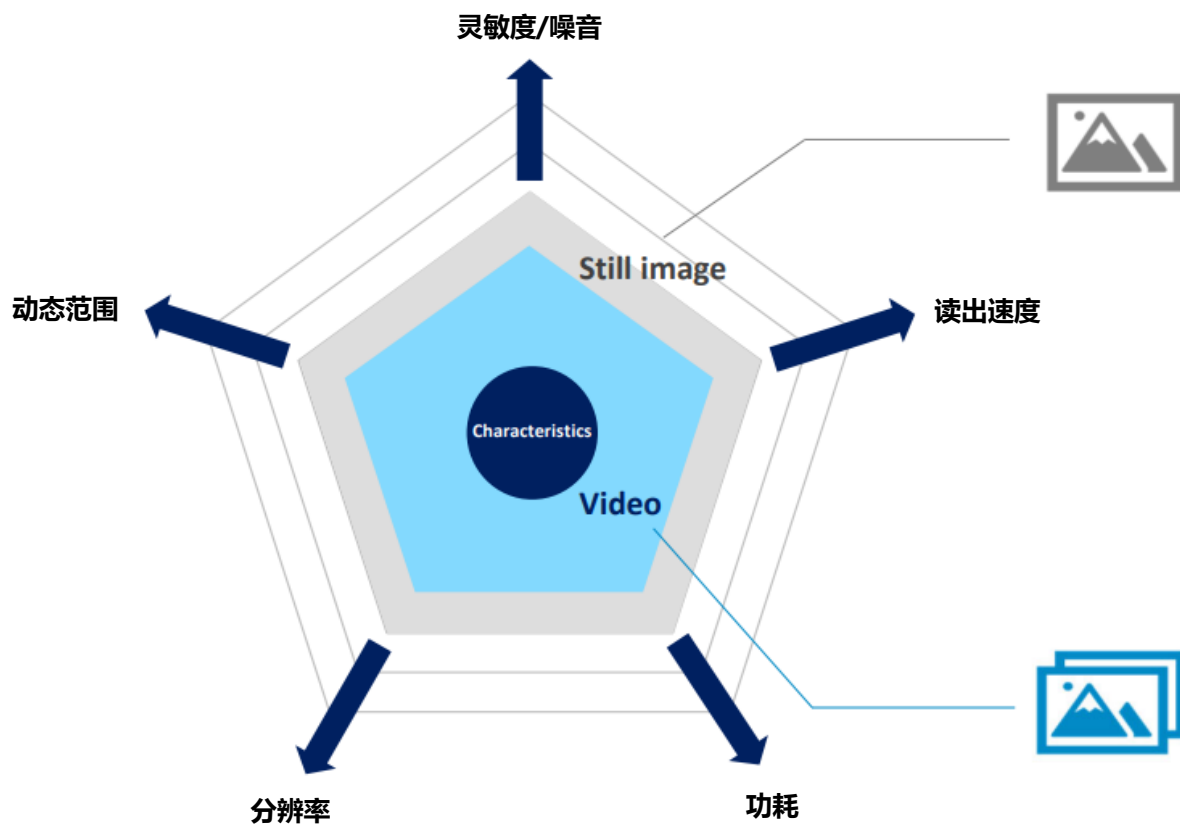 灵敏度/噪音
Still image
动态范围
读出速度
Characteristics
Video
分辨率
功耗